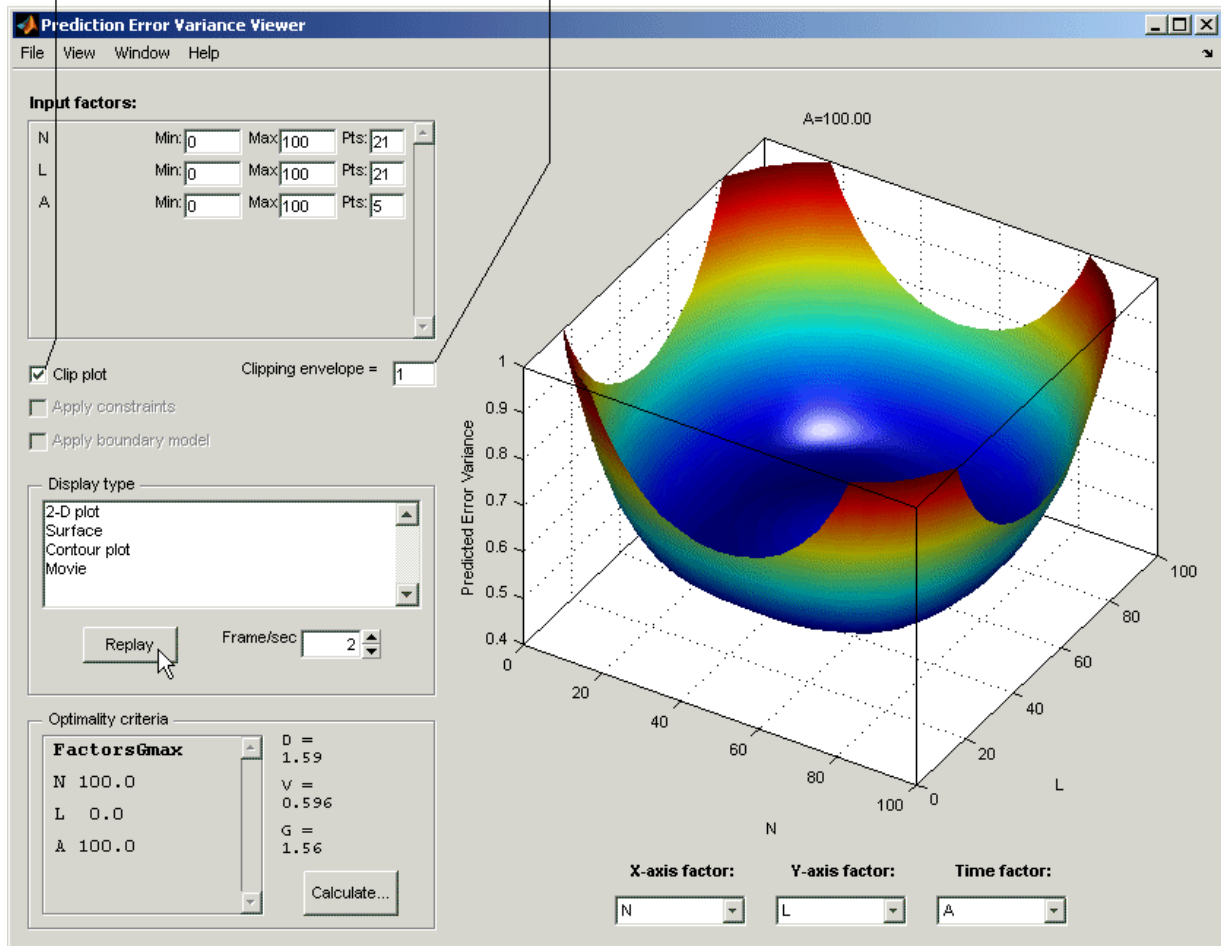 Prediction Error Variance Viewer
File View Window Help
Input factors:
N Min: 0 Max 100 Pts: 21
L Min: 0 Max 100 Pts: 21
A Min: 0 Max 100 Pts: 5
Clip plot Clipping envelope = 1
Apply constraints
Apply boundary model
Display type
2-D plot
Surface
Contour plot
Movie
Replay Frame/sec 2
Optimality criteria
FactorsGmax
N 100.0
L 0.0
A 100.0
D =
1.59
V =
0.596
G =
1.56
Calculate...
A=100.00
Predicted Error Variance
1
0.9
0.8
0.7
0.6
0.5
0.4
0
20
40
60
80
100
N
0
20
40
60
80
100
L
X-axis factor: Y-axis factor: Time factor:
N L A